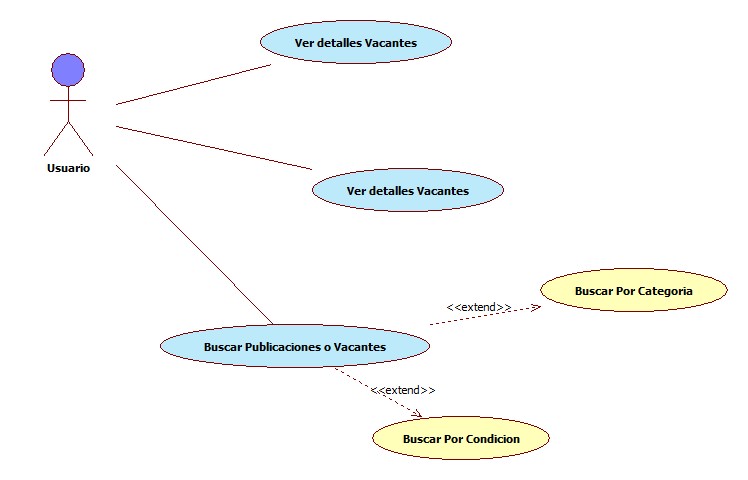 Ver detalles Vacantes
Usuario
Ver detalles Vacantes
Buscar Por Categoria
<<extend>>
Buscar Publicaciones o Vacantes
<<extend>>
Buscar Por Condicion